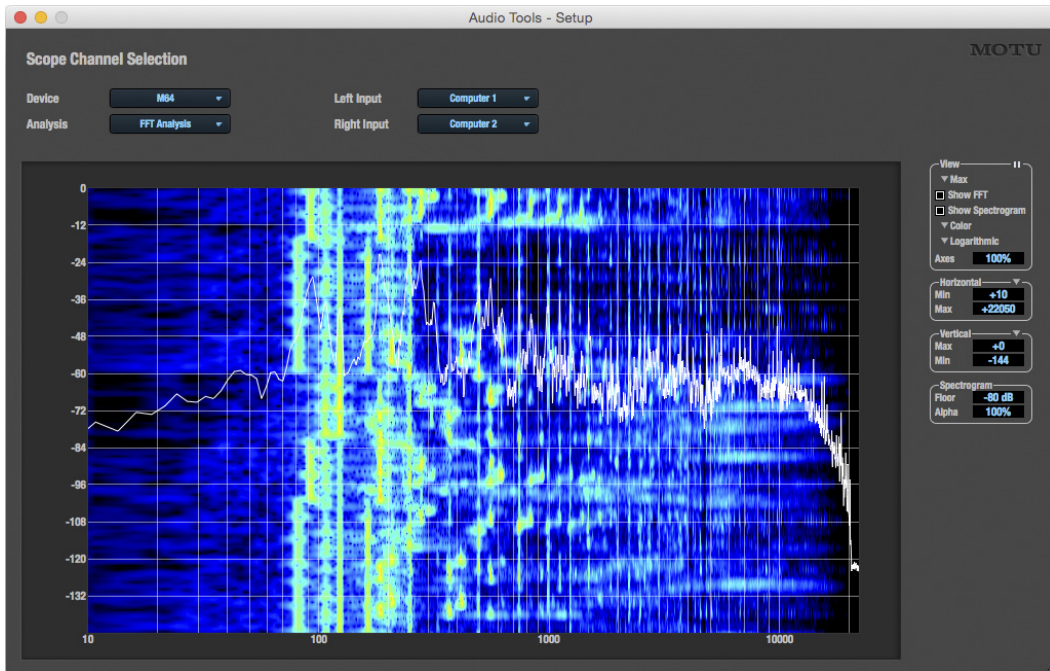 Audio Tools - Setup
MOTU
Scope Channel Selection
Device M64 Left Input Computer 1
Analysis FFT Analysis Right Input Computer 2
View
Max
Show FFT
Show Spectrogram
Color
Logarithmic
Axes 100%
Horizontal
Min +10
Max +22050
Vertical
Max +0
Min -144
Spectrogram
Floor -80 dB
Alpha 100%
0
-12
-24
-36
-48
-60
-72
-84
-96
-108
-120
-132
10 100 1000 10000